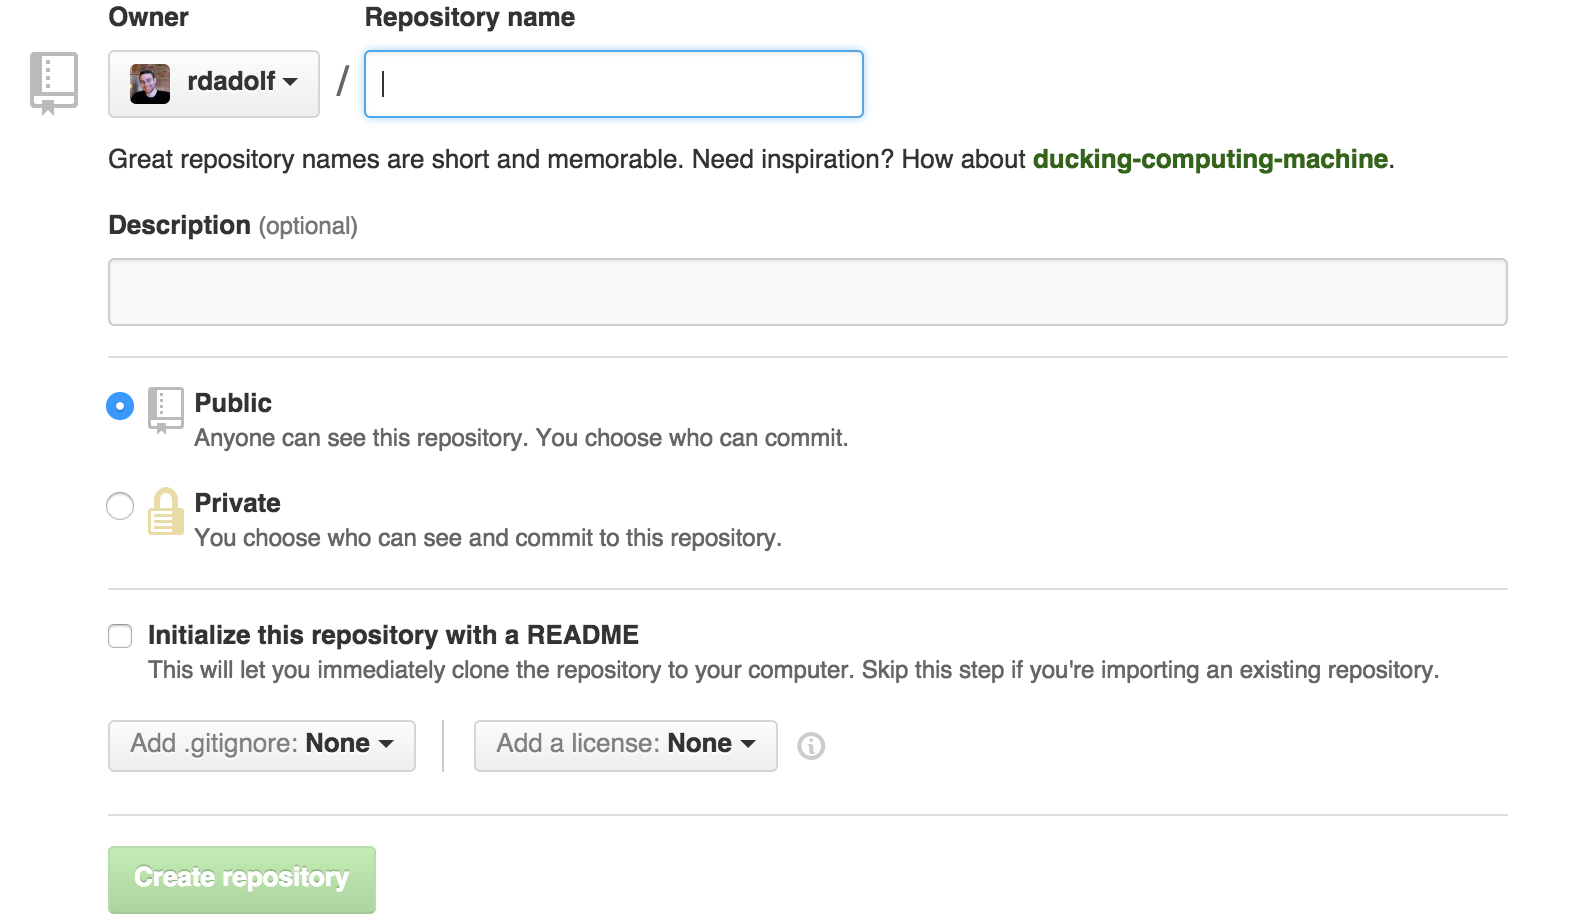 Owner
Repository name
rdadolf
/
Great repository names are short and memorable. Need inspiration? How about ducking-computing-machine.
Description (optional)
Public
Anyone can see this repository. You choose who can commit.
Private
You choose who can see and commit to this repository.
Initialize this repository with a README
This will let you immediately clone the repository to your computer. Skip this step if you're importing an existing repository.
Add .gitignore: None
Add a license: None
Create repository